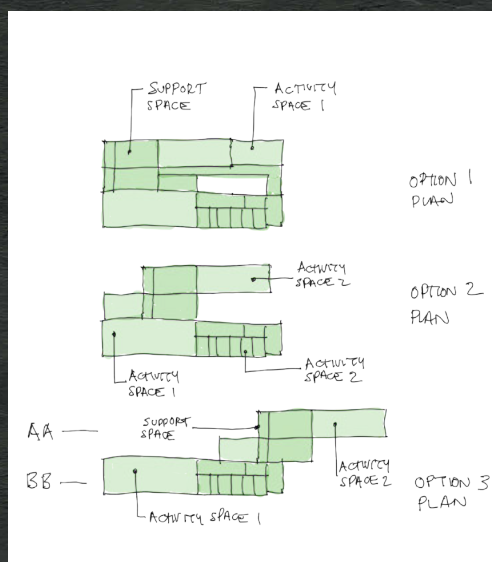 SUPPORT
SPACE
ACTIVITY
SPACE 1
OPTION 1
PLAN
ACTIVITY
SPACE 2
OPTION 2
PLAN
ACTIVITY
SPACE 1
ACTIVITY
SPACE 2
AA
SUPPORT
SPACE
BB
ACTIVITY
SPACE 2
OPTION 3
PLAN
ACTIVITY SPACE 1